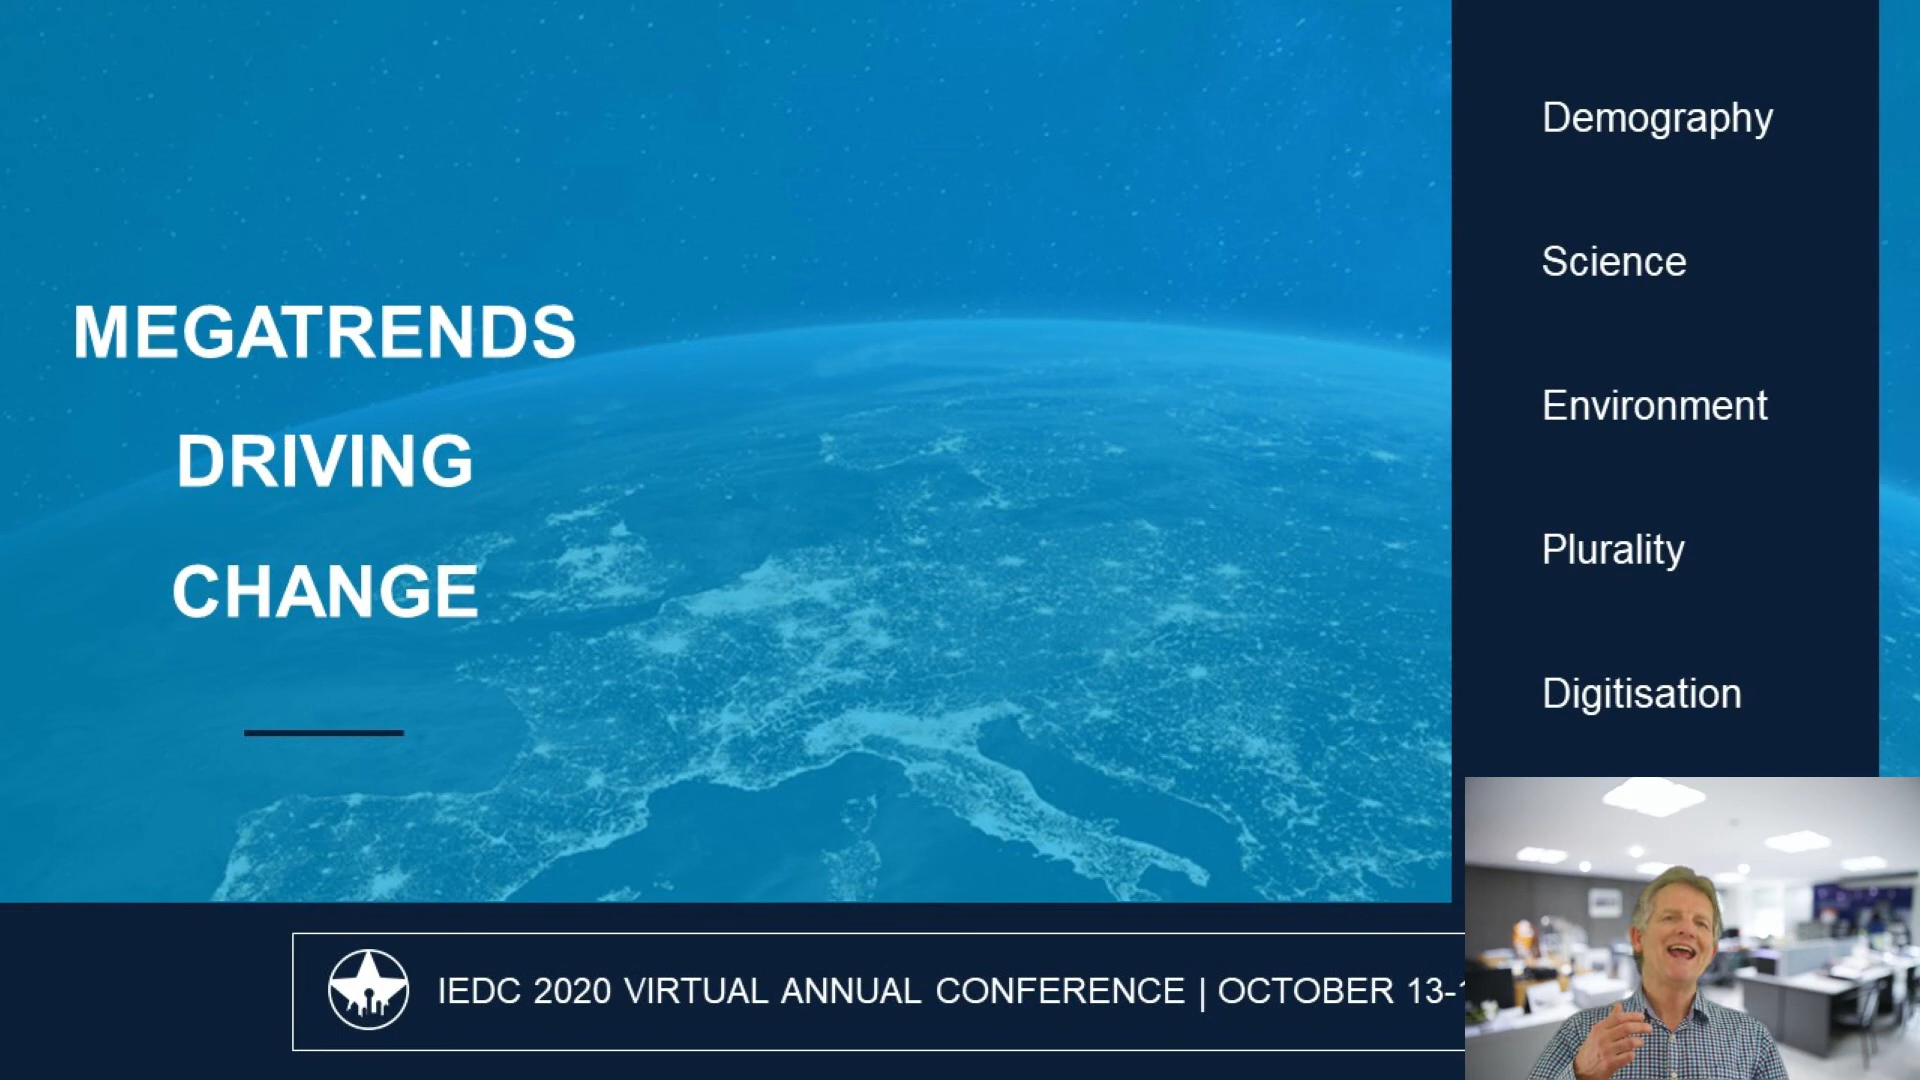 MEGATRENDS
DRIVING
CHANGE
Demography
Science
Environment
Plurality
Digitisation
IEDC 2020 VIRTUAL ANNUAL CONFERENCE | OCTOBER 13-